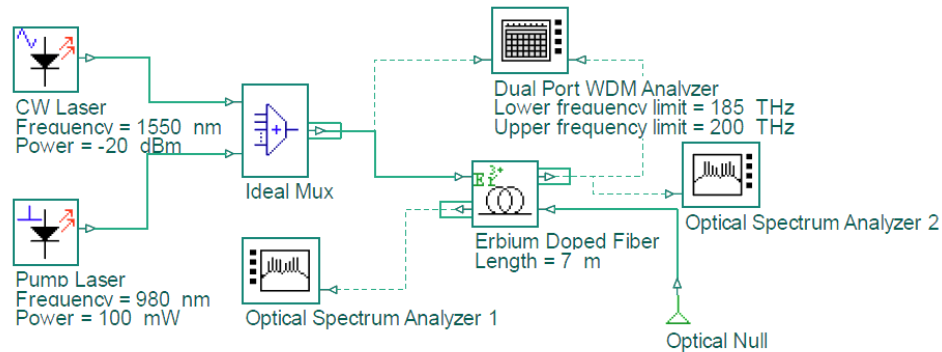 CW Laser
Frequency = 1550 nm
Power = -20 dBm
Ideal Mux
Dual Port WDM Analyzer
Lower frequency limit = 185 THz
Upper frequency limit = 200 THz
Er 3+
Erbium Doped Fiber
Length = 7 m
Optical Spectrum Analyzer 2
Pump Laser
Frequency = 980 nm
Power = 100 mW
Optical Spectrum Analyzer 1
Optical Null